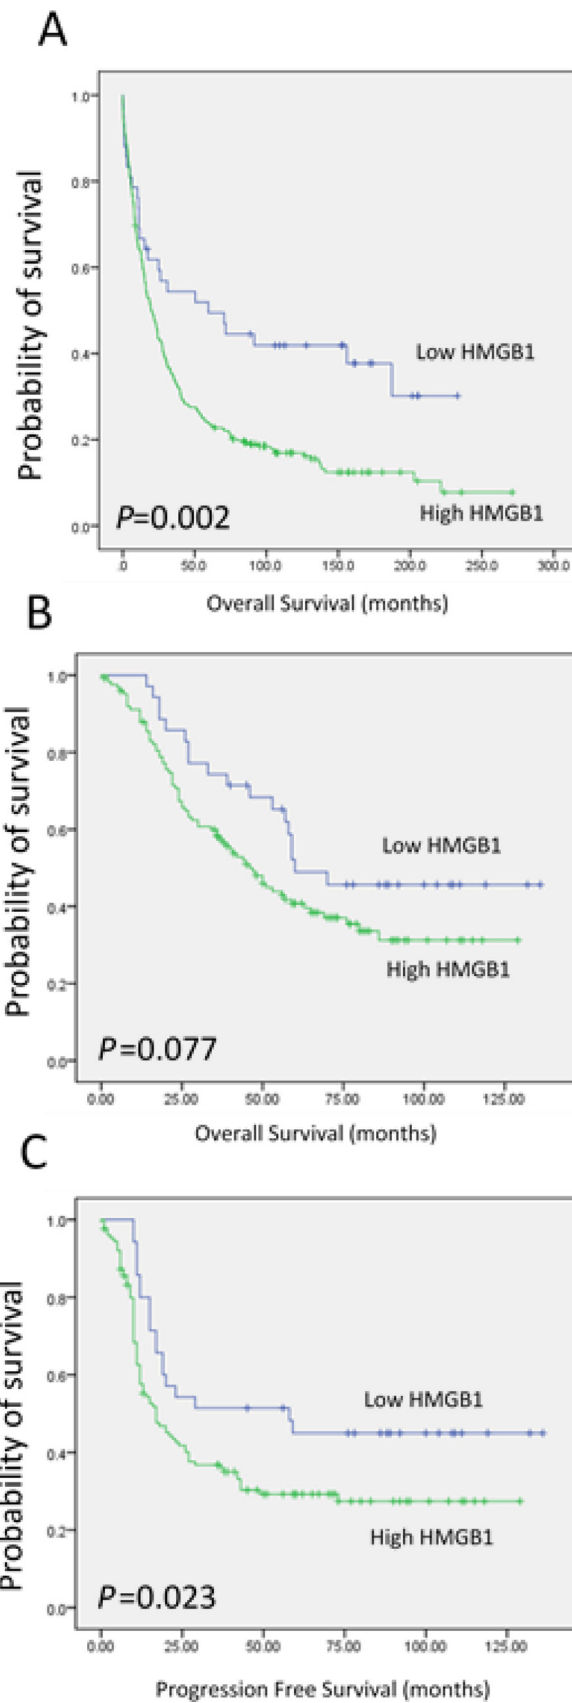 A
Probability of survival
1.0
0.8
0.6
0.4
0.2
0.0
Low HMGB1
High HMGB1
P=0.002
.0 50.0 100.0 150.0 200.0 250.0 300.0
Overall Survival (months)
B
Probability of survival
1.0
0.8
0.6
0.4
0.2
0.0
Low HMGB1
High HMGB1
P=0.077
0.00 25.00 50.00 75.00 100.00 125.00
Overall Survival (months)
C
Probability of survival
1.0
0.8
0.6
0.4
0.2
0.0
Low HMGB1
High HMGB1
P=0.023
0.00 25.00 50.00 75.00 100.00 125.00
Progression Free Survival (months)